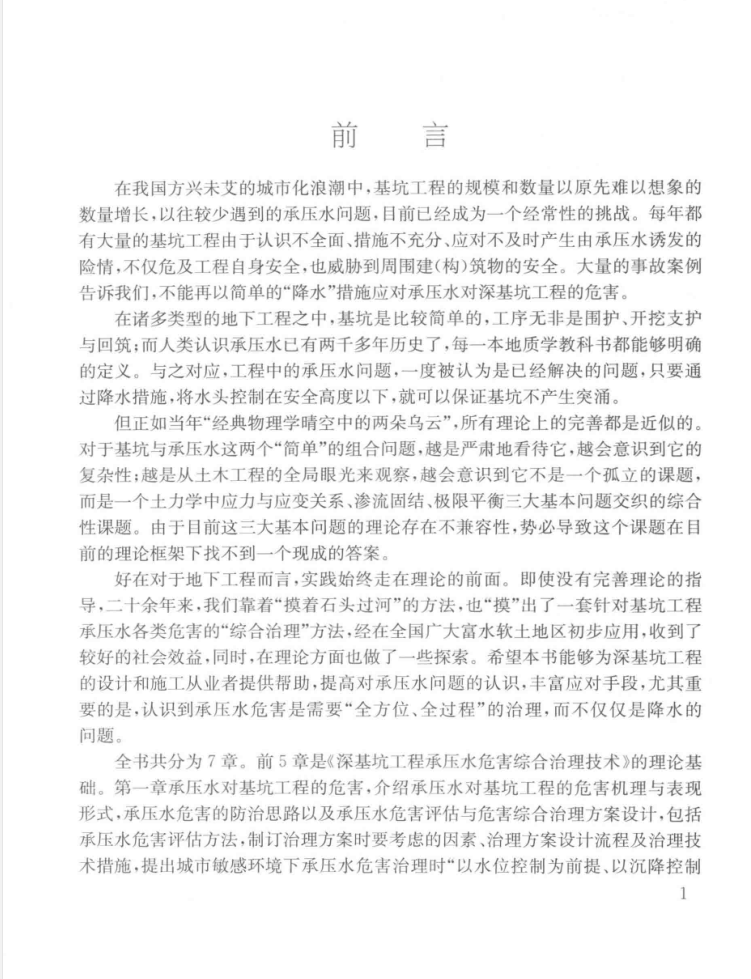 前 言
在我国方兴未艾的城市化浪潮中，基坑工程的规模和数量以原先难以想象的
数量增长，以往较少遇到的承压水问题，目前已经成为一个经常性的挑战。每年都
有大量的基坑工程由于认识不全面、措施不充分、应对不及时产生由承压水诱发的
险情，不仅危及工程自身安全，也威胁到周围建(构)筑物的安全。大量的事故案例
告诉我们，不能再以简单的“降水”措施应对承压水对深基坑工程的危害。
在诸多类型的地下工程之中，基坑是比较简单的，工序无非是围护、开挖支护
与回筑；而人类认识承压水已有两千多年历史了，每一本地质学教科书都能够明确
的定义。与之对应，工程中的承压水问题，一度被认为是已经解决的问题，只要通
过降水措施，将水头控制在安全高度以下，就可以保证基坑不产生突涌。
但正如当年“经典物理学晴空中的两朵乌云”，所有理论上的完善都是近似的。
对于基坑与承压水这两个“简单”的组合问题，越是严肃地看待它，越会意识到它的
复杂性；越是从土木工程的全局眼光来观察，越会意识到它不是一个孤立的课题，
而是一个土力学中应力与应变关系、渗流固结、极限平衡三大基本问题交织的综合
性课题。由于目前这三大基本问题的理论存在不兼容性，势必导致这个课题在目
前的理论框架下找不到一个现成的答案。
好在对于地下工程而言，实践始终走在理论的前面。即使没有完善理论的指
导，二十余年来，我们靠着“摸着石头过河”的方法，也“摸”出了一套针对基坑工程
承压水各类危害的“综合治理”方法，经在全国广大富水软土地区初步应用，收到了
较好的社会效益，同时，在理论方面也做了一些探索。希望本书能够为深基坑工程
的设计和施工从业者提供帮助，提高对承压水问题的认识，丰富应对手段，尤其重
要的是，认识到承压水危害是需要“全方位、全过程”的治理，而不仅仅是降水的
问题。
全书共分为 7 章。前 5 章是《深基坑工程承压水危害综合治理技术》的理论基
础。第一章承压水对基坑工程的危害，介绍承压水对基坑工程的危害机理与表现
形式，承压水危害的防治思路以及承压水危害评估与危害综合治理方案设计，包括
承压水危害评估方法，制订治理方案时要考虑的因素、治理方案设计流程及治理技
术措施，提出城市敏感环境下承压水危害治理时“以水位控制为前提、以沉降控制
1